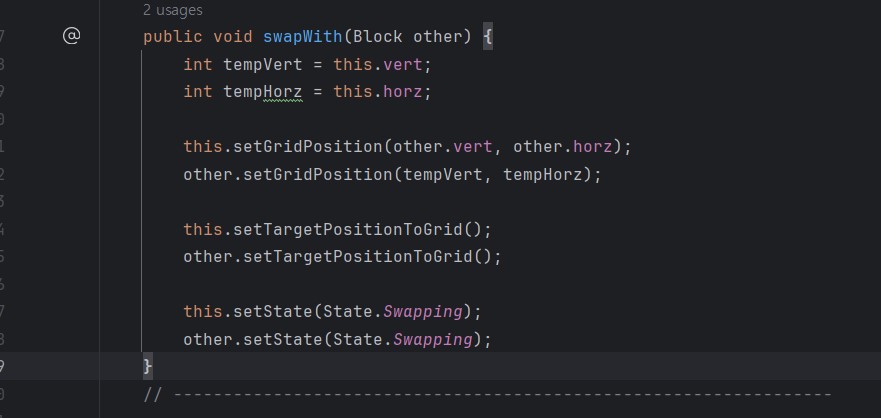 2 usages
7 @ public void swapWith(Block other) {
8 int tempVert = this.vert;
9 int tempHorz = this.horz;
0
1 this.setGridPosition(other.vert, other.horz);
2 other.setGridPosition(tempVert, tempHorz);
3
4 this.setTargetPositionToGrid();
5 other.setTargetPositionToGrid();
6
7 this.setState(State.Swapping);
8 other.setState(State.Swapping);
9 }
0 // ------------------------------------------------------------------